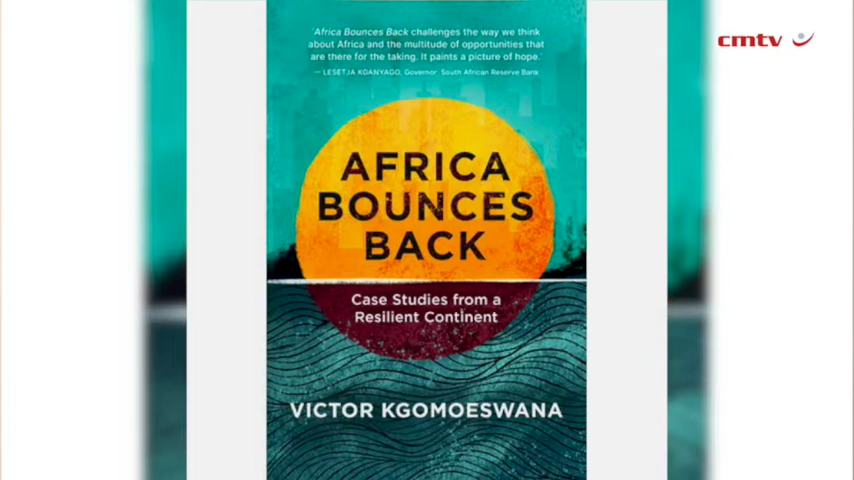 'Africa Bounces Back challenges the way we think
about Africa and the multitude of opportunities that
are there for the taking. It paints a picture of hope.'
— LESETJA KGANYAGO, Governor, South African Reserve Bank
cmtv
AFRICA
BOUNCES
BACK
Case Studies from a
Resilient Continent
VICTOR KGOMOESWANA